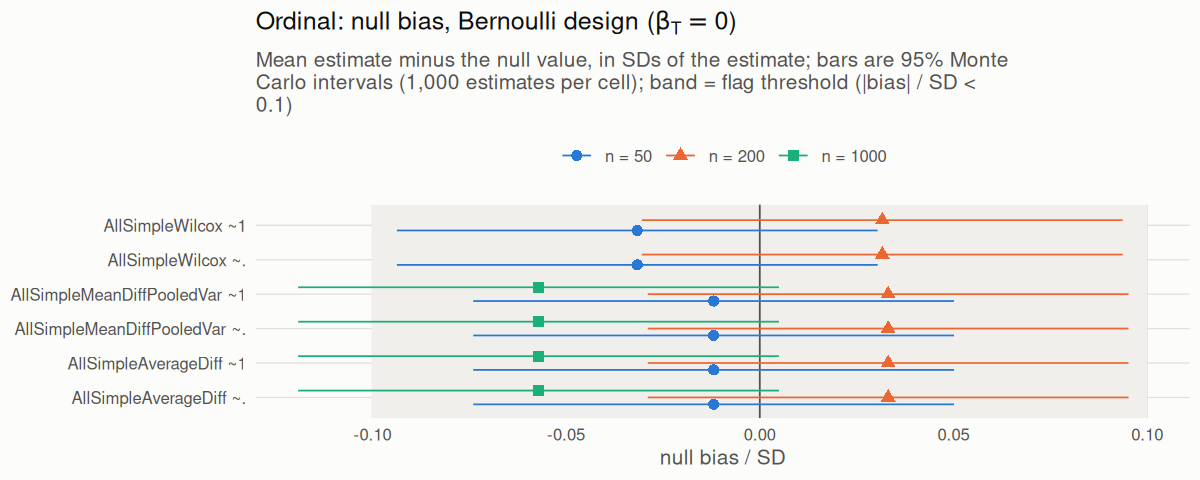 Ordinal: null bias, Bernoulli design (βT = 0)
Mean estimate minus the null value, in SDs of the estimate; bars are 95% Monte
Carlo intervals (1,000 estimates per cell); band = flag threshold (|bias| / SD <
0.1)
n = 50 n = 200 n = 1000
AllSimpleWilcox ~1
AllSimpleWilcox ~.
AllSimpleMeanDiffPooledVar ~1
AllSimpleMeanDiffPooledVar ~.
AllSimpleAverageDiff ~1
AllSimpleAverageDiff ~.
-0.10 -0.05 0.00 0.05 0.10
null bias / SD